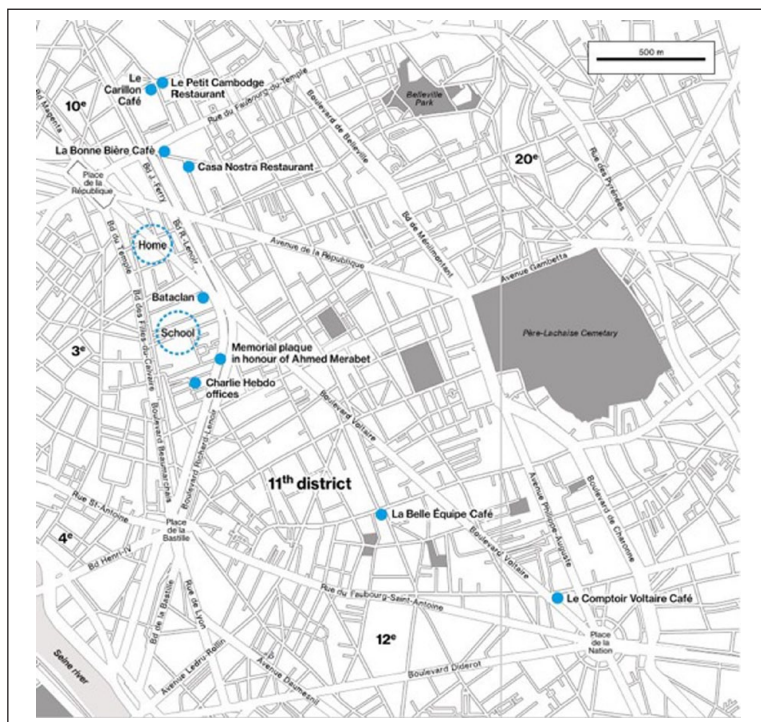 500 m
Le
Carillon
Café
Le Petit Cambodge
Restaurant
10e
Bd Magenta
Rue du Faubourg-du-Temple
Boulevard de Belleville
Belleville
Park
La Bonne Bière Café
Casa Nostra Restaurant
20e
Rue des Pyrénées
Place
de la
République
Bd J.-Ferry
Bd R.-Lenoir
Home
Bd du Temple
Avenue de la République
Bd de Ménilmontant
Avenue Gambetta
Bataclan
School
Bd des Filles-du-Calvaire
Père-Lachaise Cemetery
3e
Memorial plaque
in honour of Ahmed Merabet
Charlie Hebdo
offices
Boulevard Voltaire
Boulevard Beaumarchais
Boulevard Richard-Lenoir
11th district
Rue St-Antoine
La Belle Équipe Café
Avenue Philippe-Auguste
Boulevard de Charonne
Place
de la
Bastille
4e
Bd Henri-IV
Boulevard Voltaire
Bd de la Bastille
Rue de Lyon
Rue du Faubourg-Saint-Antoine
Le Comptoir Voltaire Café
12e
Place
de la
Nation
Seine river
Avenue Ledru-Rollin
Avenue Daumesnil
Boulevard Diderot